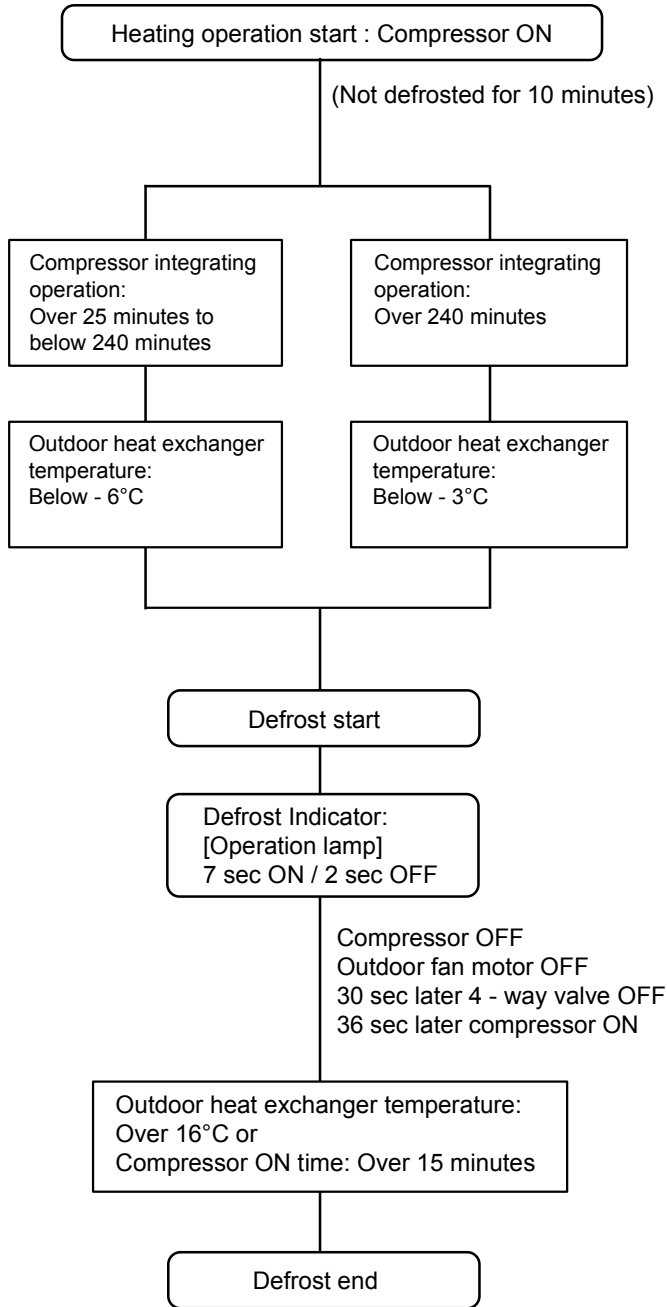 Heating operation start : Compressor ON
(Not defrosted for 10 minutes)
Compressor integrating
operation:
Over 25 minutes to
below 240 minutes
Compressor integrating
operation:
Over 240 minutes
Outdoor heat exchanger
temperature:
Below - 6°C
Outdoor heat exchanger
temperature:
Below - 3°C
Defrost start
Defrost Indicator:
[Operation lamp]
7 sec ON / 2 sec OFF
Compressor OFF
Outdoor fan motor OFF
30 sec later 4 - way valve OFF
36 sec later compressor ON
Outdoor heat exchanger temperature:
Over 16°C or
Compressor ON time: Over 15 minutes
Defrost end